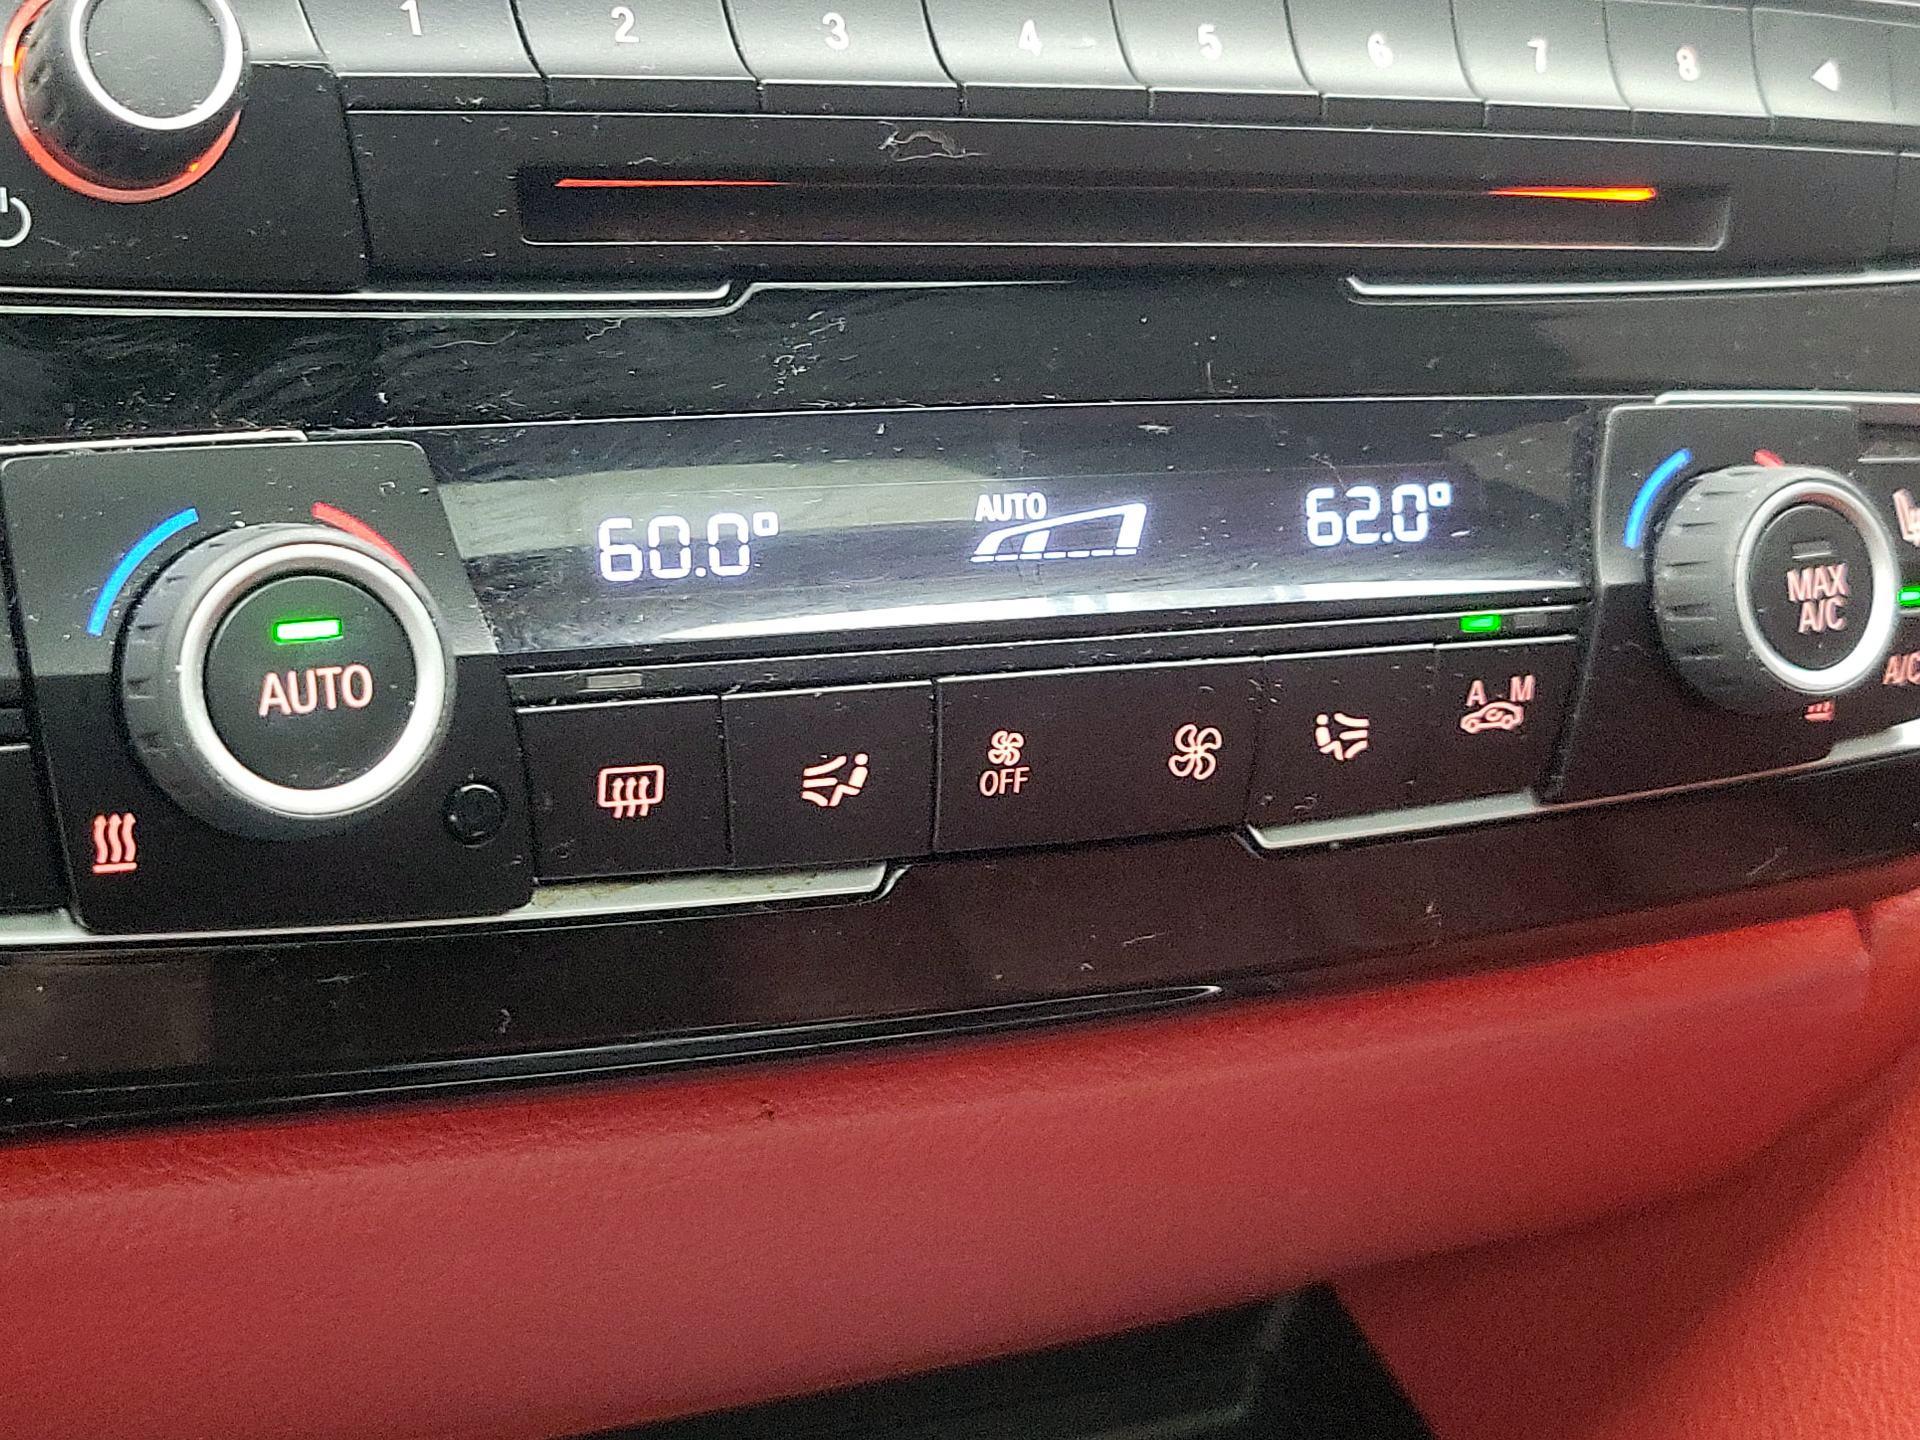 1 2 3 4 5 6 7 8
60.0°
AUTO
62.0°
AUTO
MAX
A/C
A M
OFF
A/C